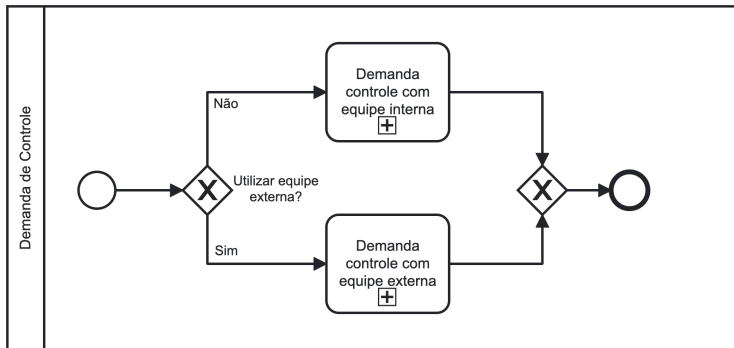 Demanda de Controle
Não
Utilizar equipe
externa?
Sim
Demanda
controle com
equipe interna
Demanda
controle com
equipe externa